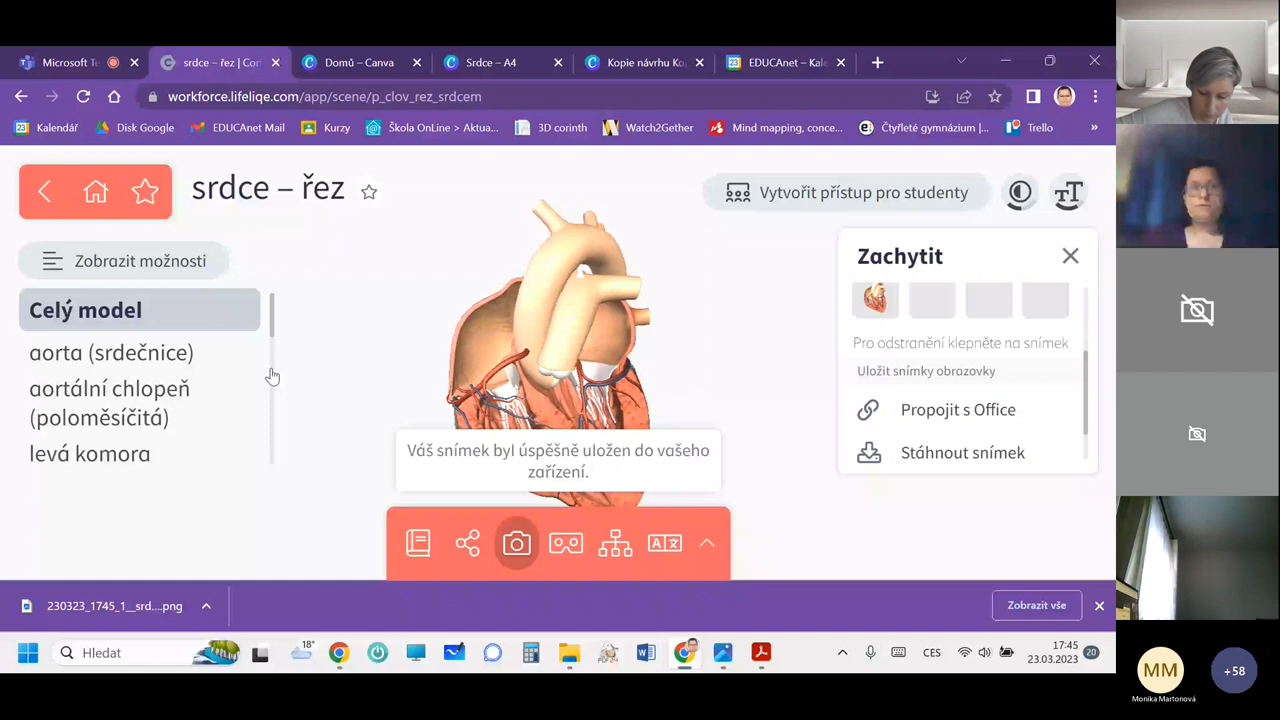 Microsoft Te
srdce – řez | Cori
Domů – Canva
Srdce – A4
Kopie návrhu Ko
EDUCAnet – Kale
workforce.lifeliqe.com/app/scene/p_clov_rez_srdcem
Kalendář
Disk Google
EDUCAnet Mail
Kurzy
Škola OnLine > Aktua...
3D corinth
Watch2Gether
Mind mapping, conce...
Čtyřleté gymnázium |...
Trello
»
srdce – řez
Vytvořit přístup pro studenty
Zobrazit možnosti
Celý model
aorta (srdečnice)
aortální chlopeň
(poloměsíčitá)
levá komora
Zachytit
Pro odstranění klepněte na snímek
Uložit snímky obrazovky
Propojit s Office
Stáhnout snímek
Váš snímek byl úspěšně uložen do vašeho
zařízení.
230323_1745_1__srd....png
Zobrazit vše
Hledat
18°
CES
17:45
23.03.2023
20
MM
Monika Martonová
+58